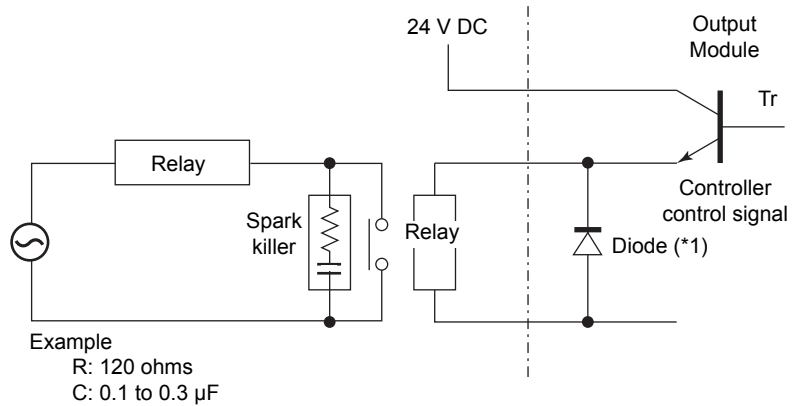 24 V DC
Output
Module
Tr
Relay
Controller
control signal
Spark
killer
Relay
Diode (*1)
Example
R: 120 ohms
C: 0.1 to 0.3 µF